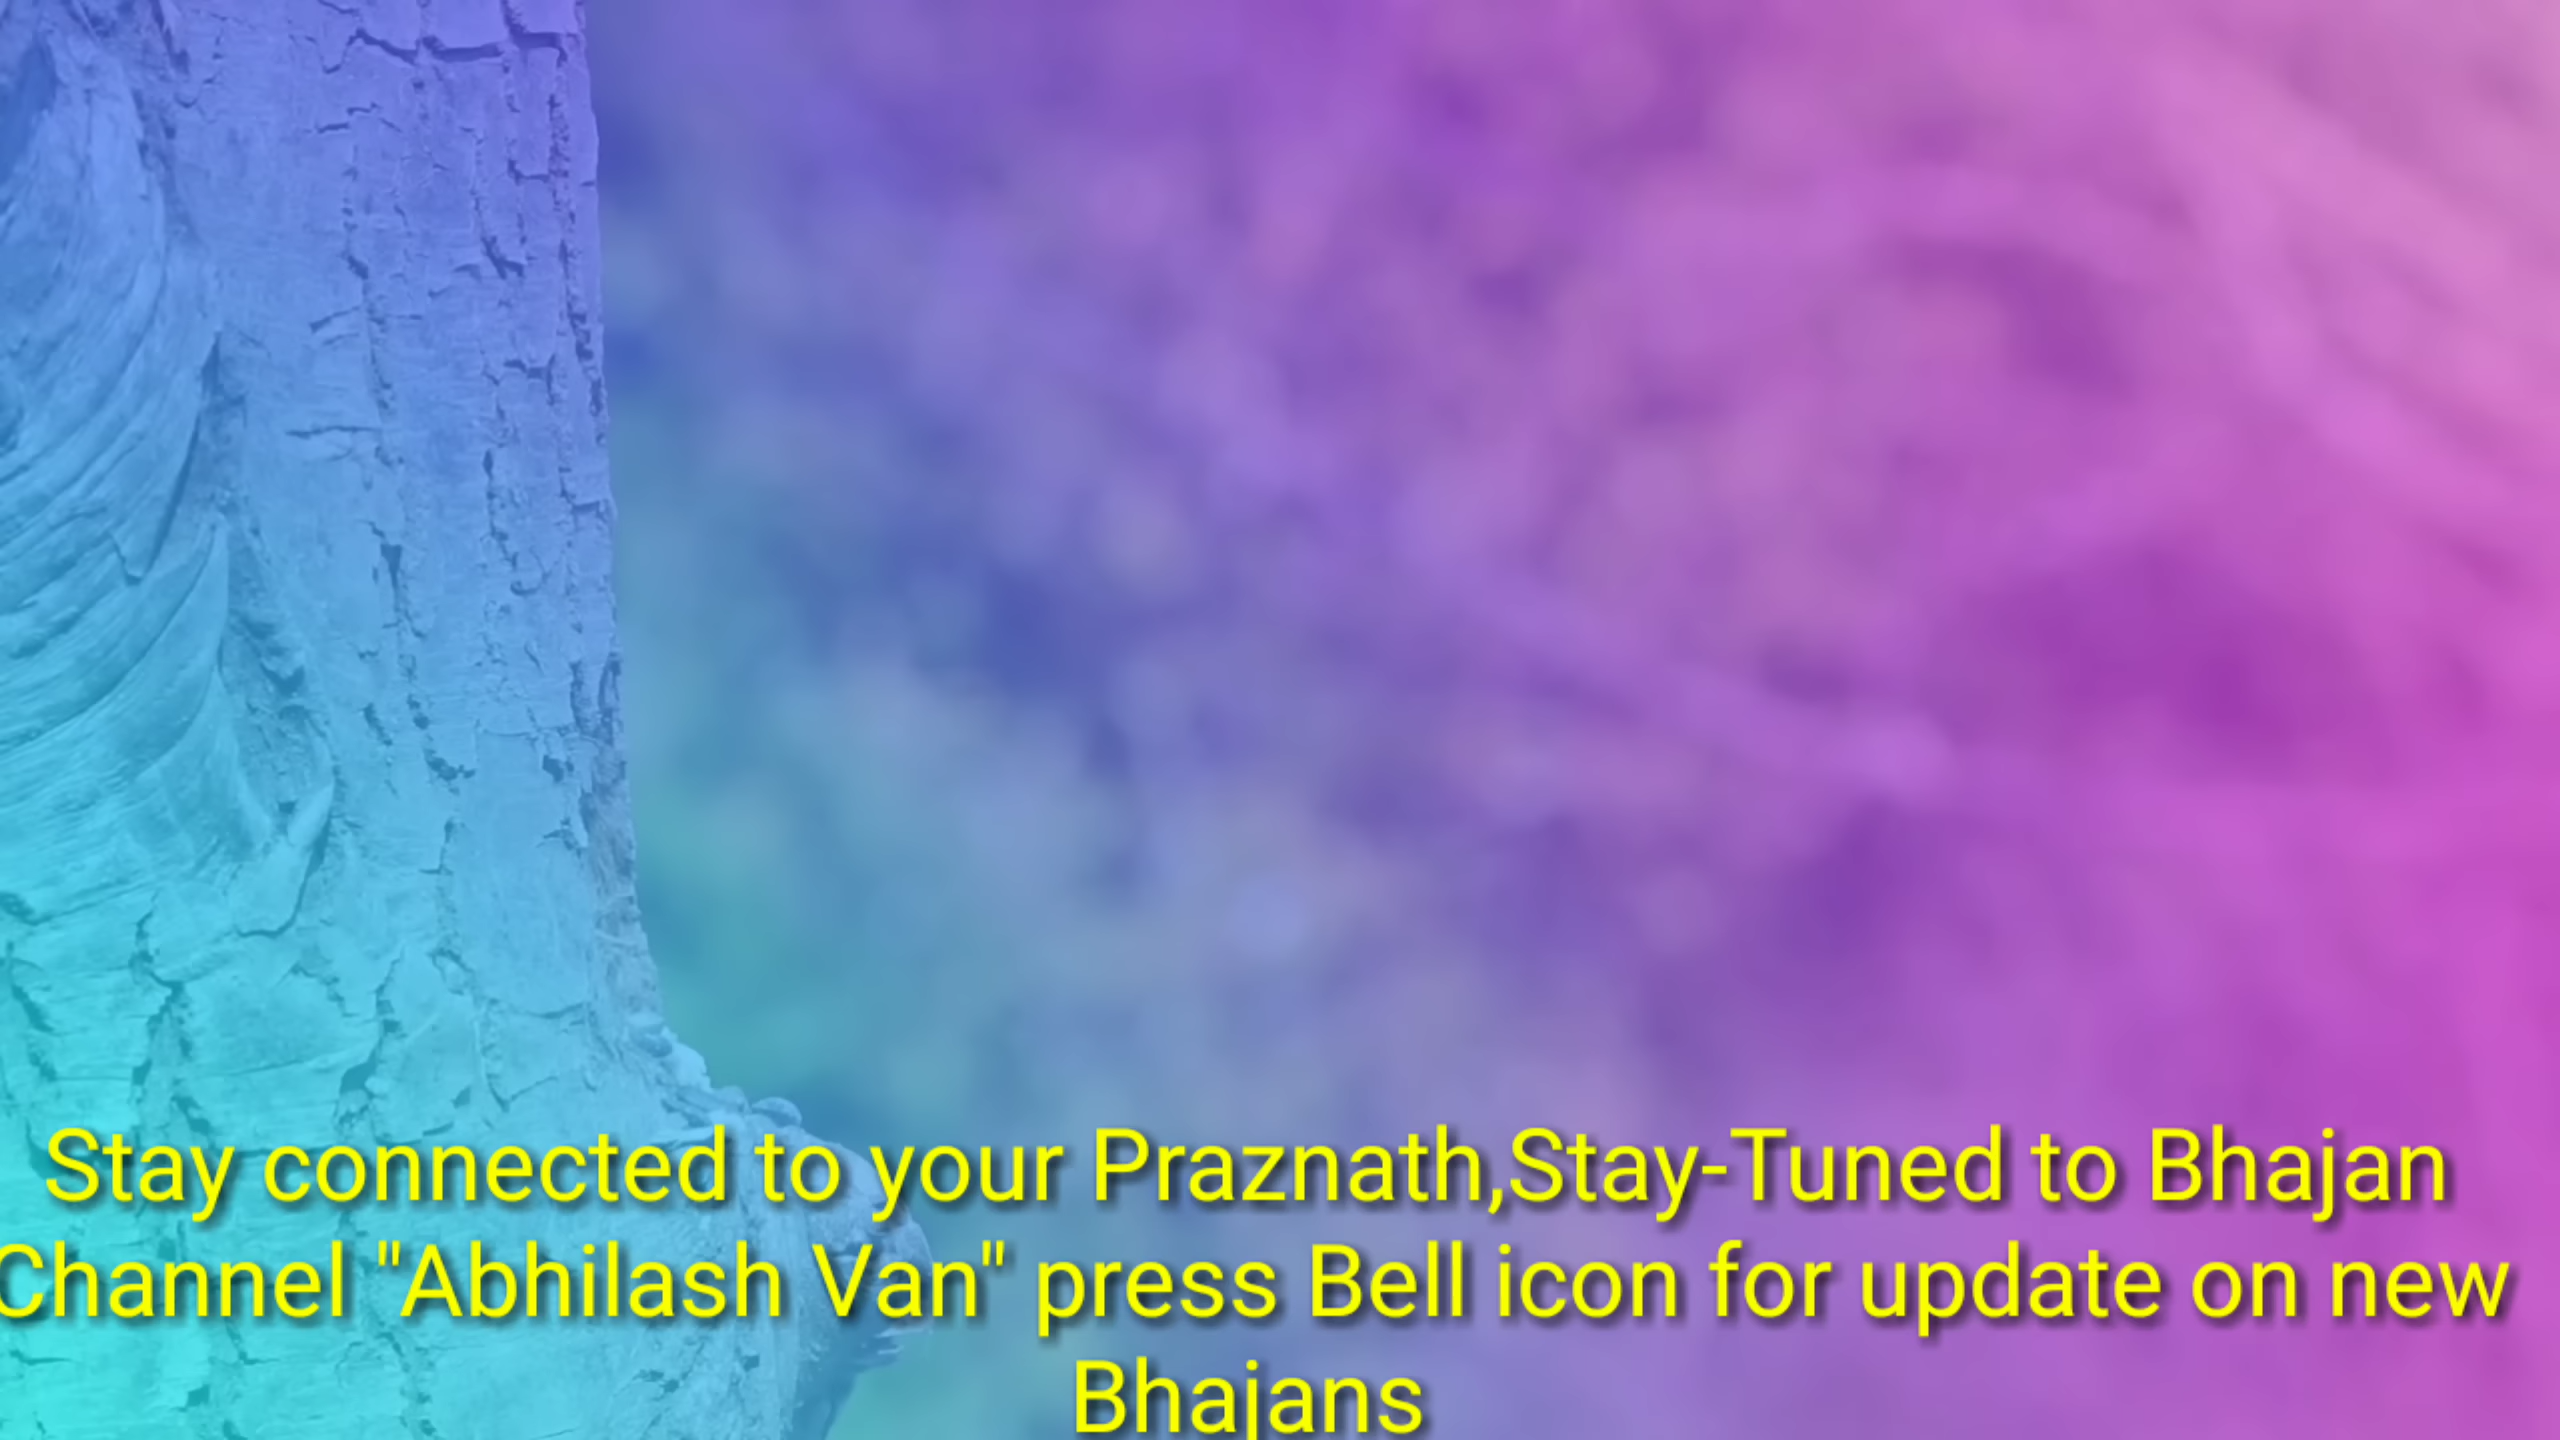 Stay connected to your Praznath,Stay-Tuned to Bhajan
Channel "Abhilash Van" press Bell icon for update on new
Bhajans